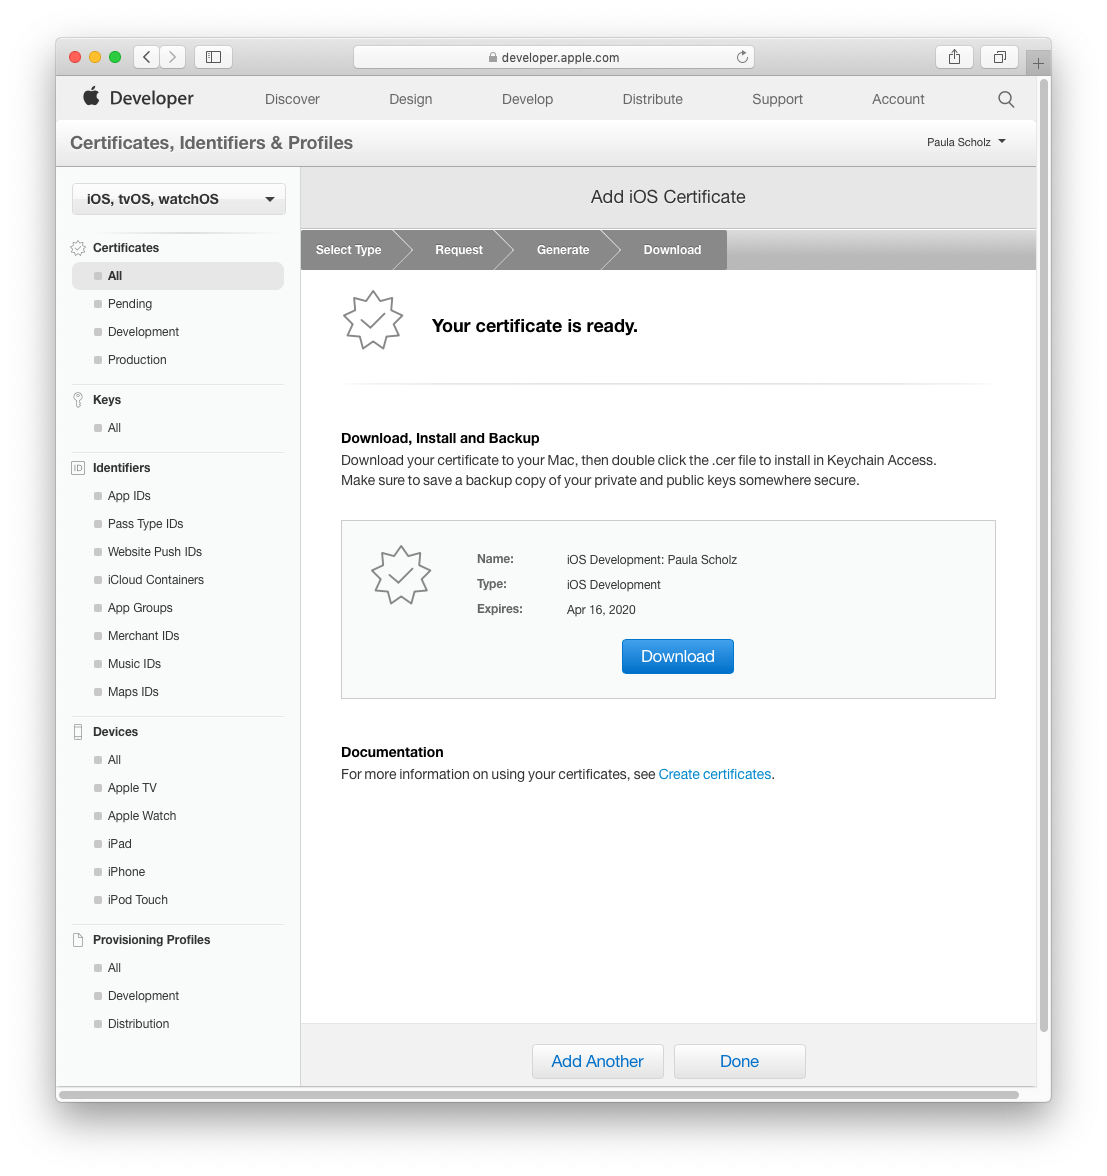 developer.apple.com
Developer
Discover
Design
Develop
Distribute
Support
Account
Certificates, Identifiers & Profiles
Paula Scholz
iOS, tvOS, watchOS
Certificates
All
Pending
Development
Production
Keys
All
ID Identifiers
App IDs
Pass Type IDs
Website Push IDs
iCloud Containers
App Groups
Merchant IDs
Music IDs
Maps IDs
Devices
All
Apple TV
Apple Watch
iPad
iPhone
iPod Touch
Provisioning Profiles
All
Development
Distribution
Add iOS Certificate
Select Type
Request
Generate
Download
Your certificate is ready.
Download, Install and Backup
Download your certificate to your Mac, then double click the .cer file to install in Keychain Access.
Make sure to save a backup copy of your private and public keys somewhere secure.
Name: iOS Development: Paula Scholz
Type: iOS Development
Expires: Apr 16, 2020
Download
Documentation
For more information on using your certificates, see Create certificates.
Add Another
Done